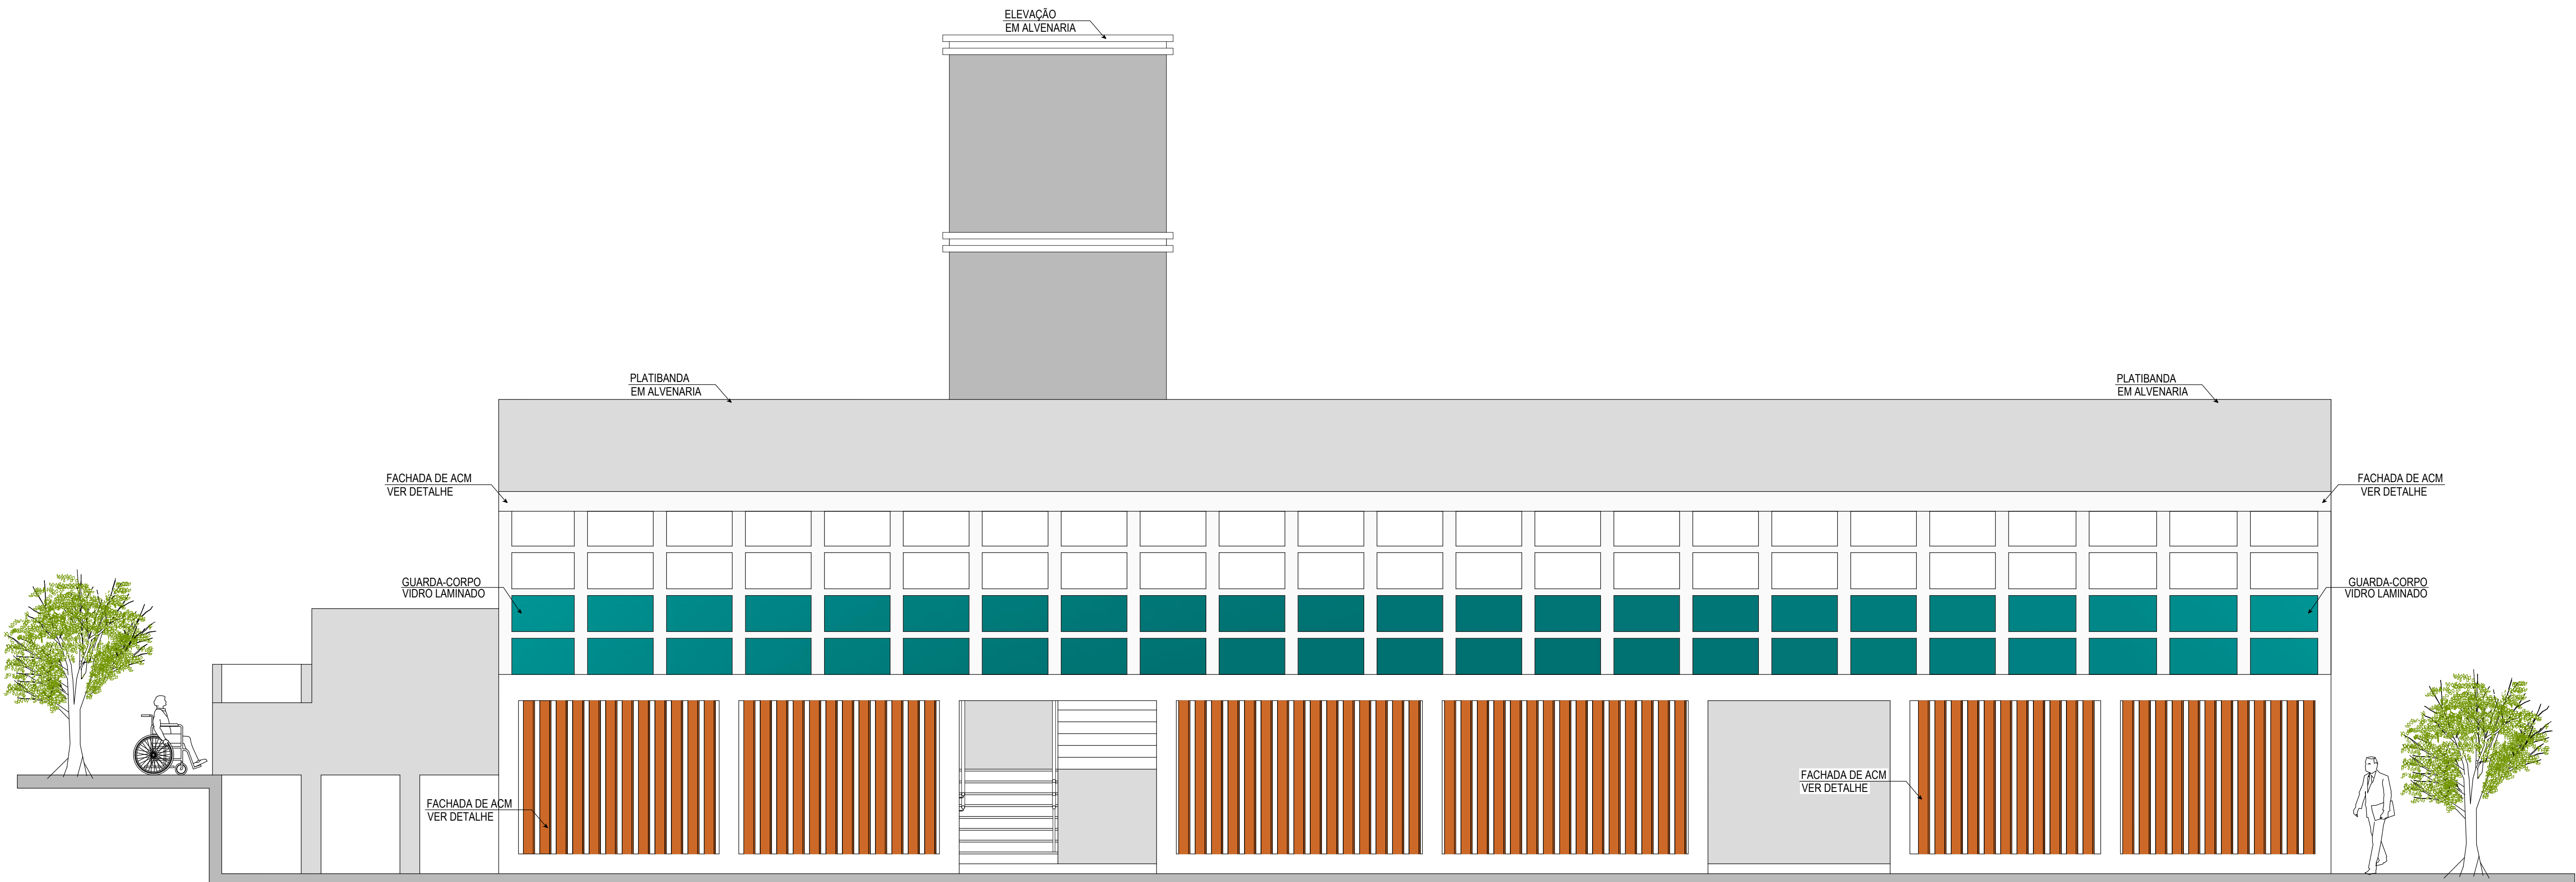 ELEVAÇÃO
EM ALVENARIA
PLATIBANDA
EM ALVENARIA
PLATIBANDA
EM ALVENARIA
FACHADA DE ACM
VER DETALHE
FACHADA DE ACM
VER DETALHE
GUARDA-CORPO
VIDRO LAMINADO
GUARDA-CORPO
VIDRO LAMINADO
FACHADA DE ACM
VER DETALHE
FACHADA DE ACM
VER DETALHE